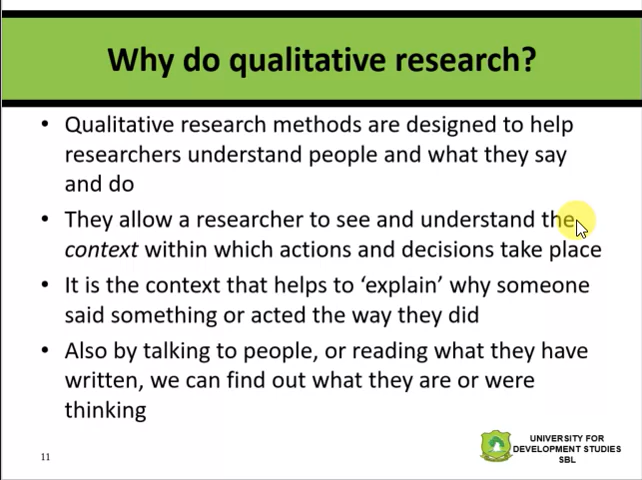 Why do qualitative research?
• Qualitative research methods are designed to help
researchers understand people and what they say
and do
• They allow a researcher to see and understand the
context within which actions and decisions take place
• It is the context that helps to ‘explain’ why someone
said something or acted the way they did
• Also by talking to people, or reading what they have
written, we can find out what they are or were
thinking
11
UNIVERSITY FOR
DEVELOPMENT STUDIES
SBL